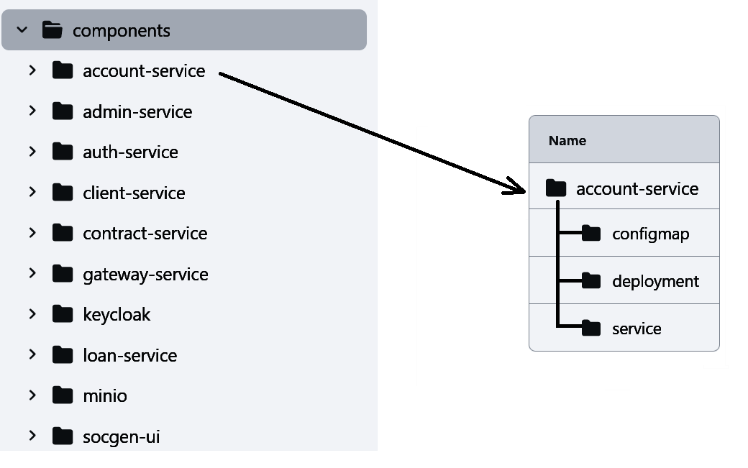 components
account-service
admin-service
auth-service
client-service
contract-service
gateway-service
keycloak
loan-service
minio
socgen-ui
Name
account-service
configmap
deployment
service